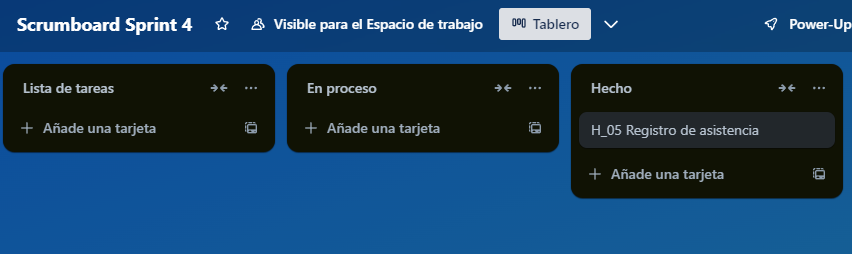 Scrumboard Sprint 4
Visible para el Espacio de trabajo
Tablero
Power-Up
Lista de tareas
Añade una tarjeta
En proceso
Añade una tarjeta
Hecho
H_05 Registro de asistencia
Añade una tarjeta